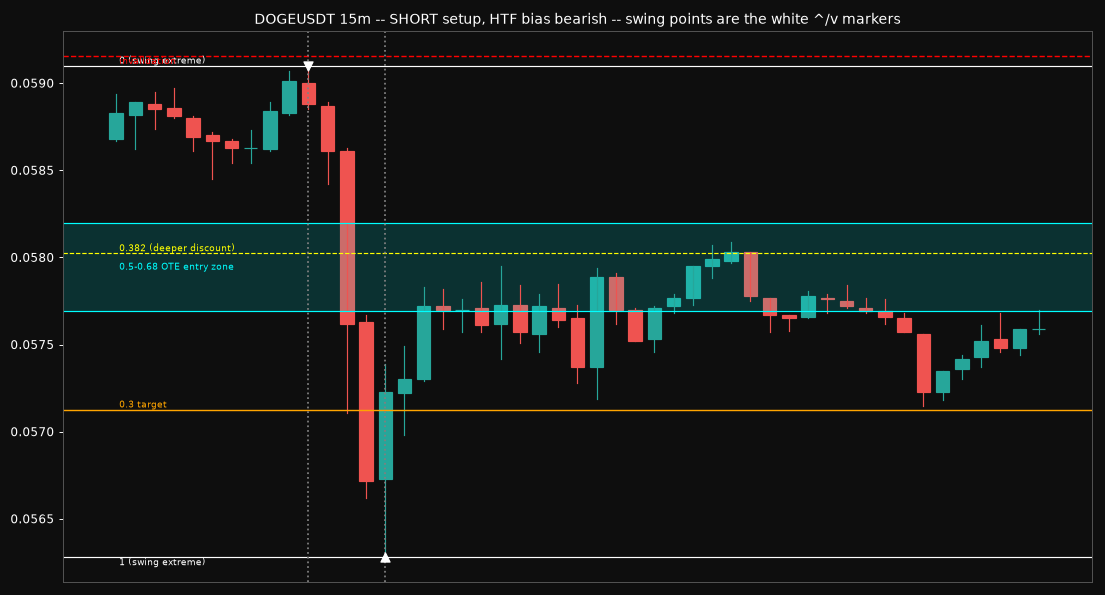 DOGEUSDT 15m -- SHORT setup, HTF bias bearish -- swing points are the white ^/v markers
0 (swing extreme)
0.0590
0.0585
0.382 (deeper discount)
0.0580
0.5-0.68 OTE entry zone
0.0575
0.3 target
0.0570
0.0565
1 (swing extreme)